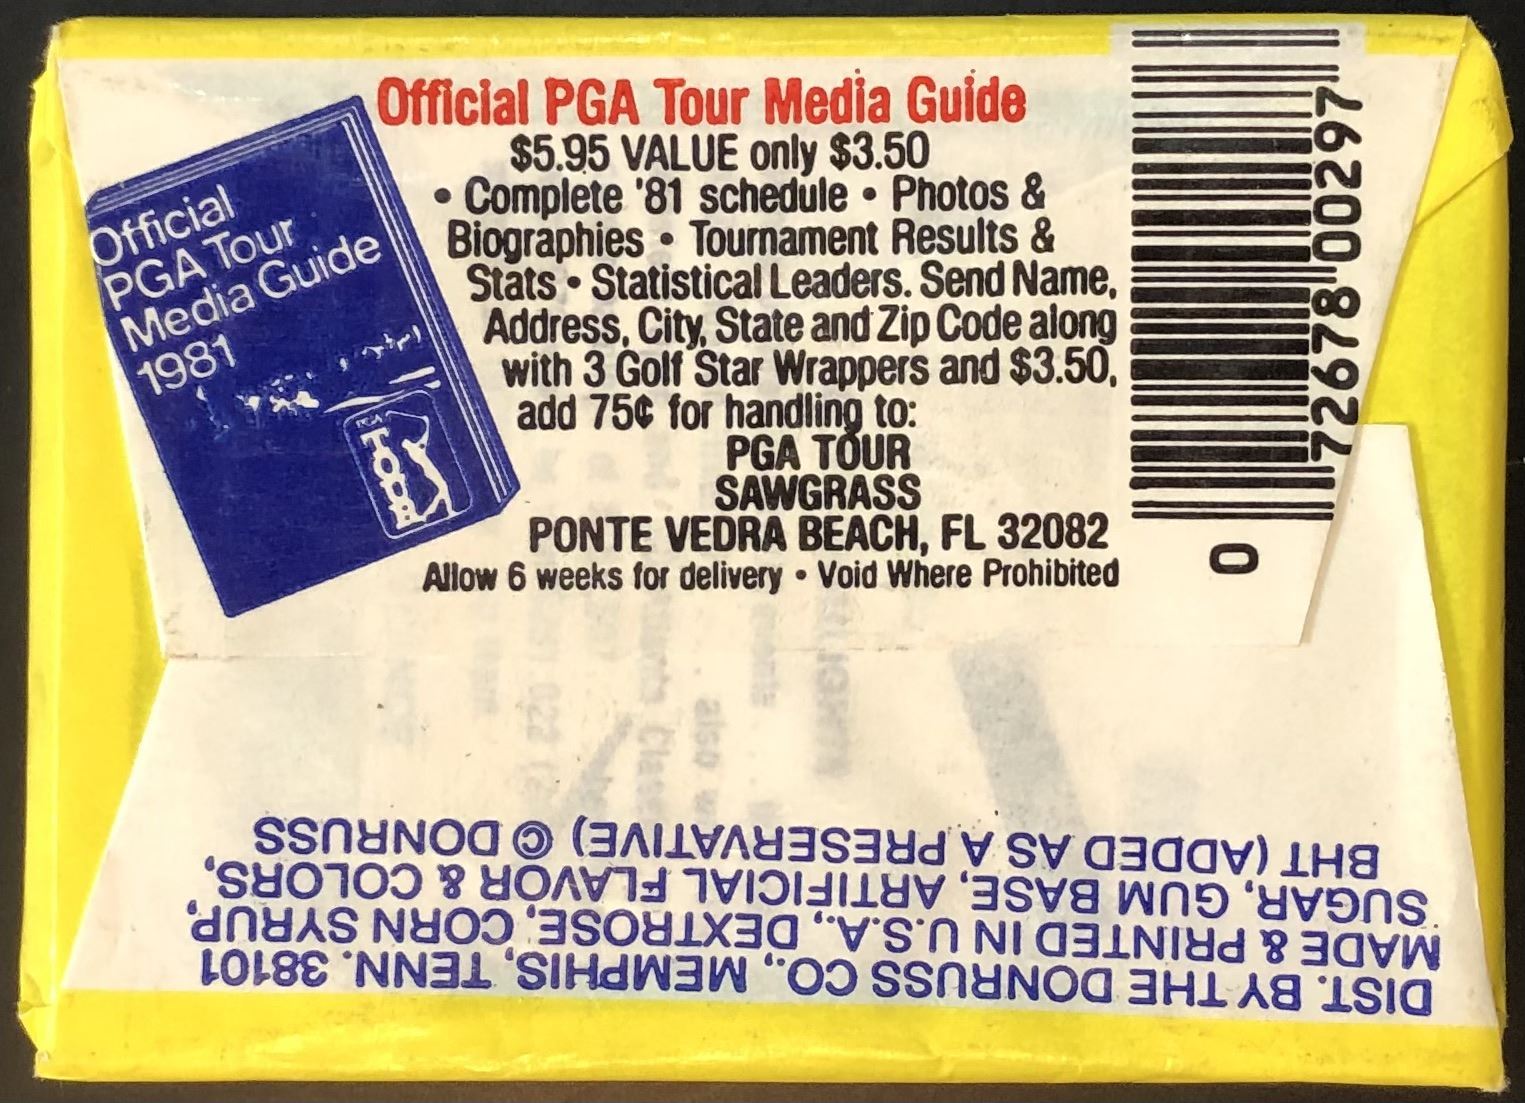 Official PGA Tour Media Guide
$5.95 VALUE only $3.50
• Complete '81 schedule • Photos &
Biographies • Tournament Results &
Stats • Statistical Leaders. Send Name,
Address, City, State and Zip Code along
with 3 Golf Star Wrappers and $3.50,
add 75¢ for handling to:
PGA TOUR
SAWGRASS
PONTE VEDRA BEACH, FL 32082
Allow 6 weeks for delivery • Void Where Prohibited
Official
PGA Tour
Media Guide
1981
PGA
TOUR
72678 00297
0
DIST. BY THE DONRUSS CO., MEMPHIS, TENN. 38101
MADE & PRINTED IN U.S.A., DEXTROSE, CORN SYRUP,
SUGAR, GUM BASE, ARTIFICIAL FLAVOR & COLORS,
BHT (ADDED AS A PRESERVATIVE) © DONRUSS